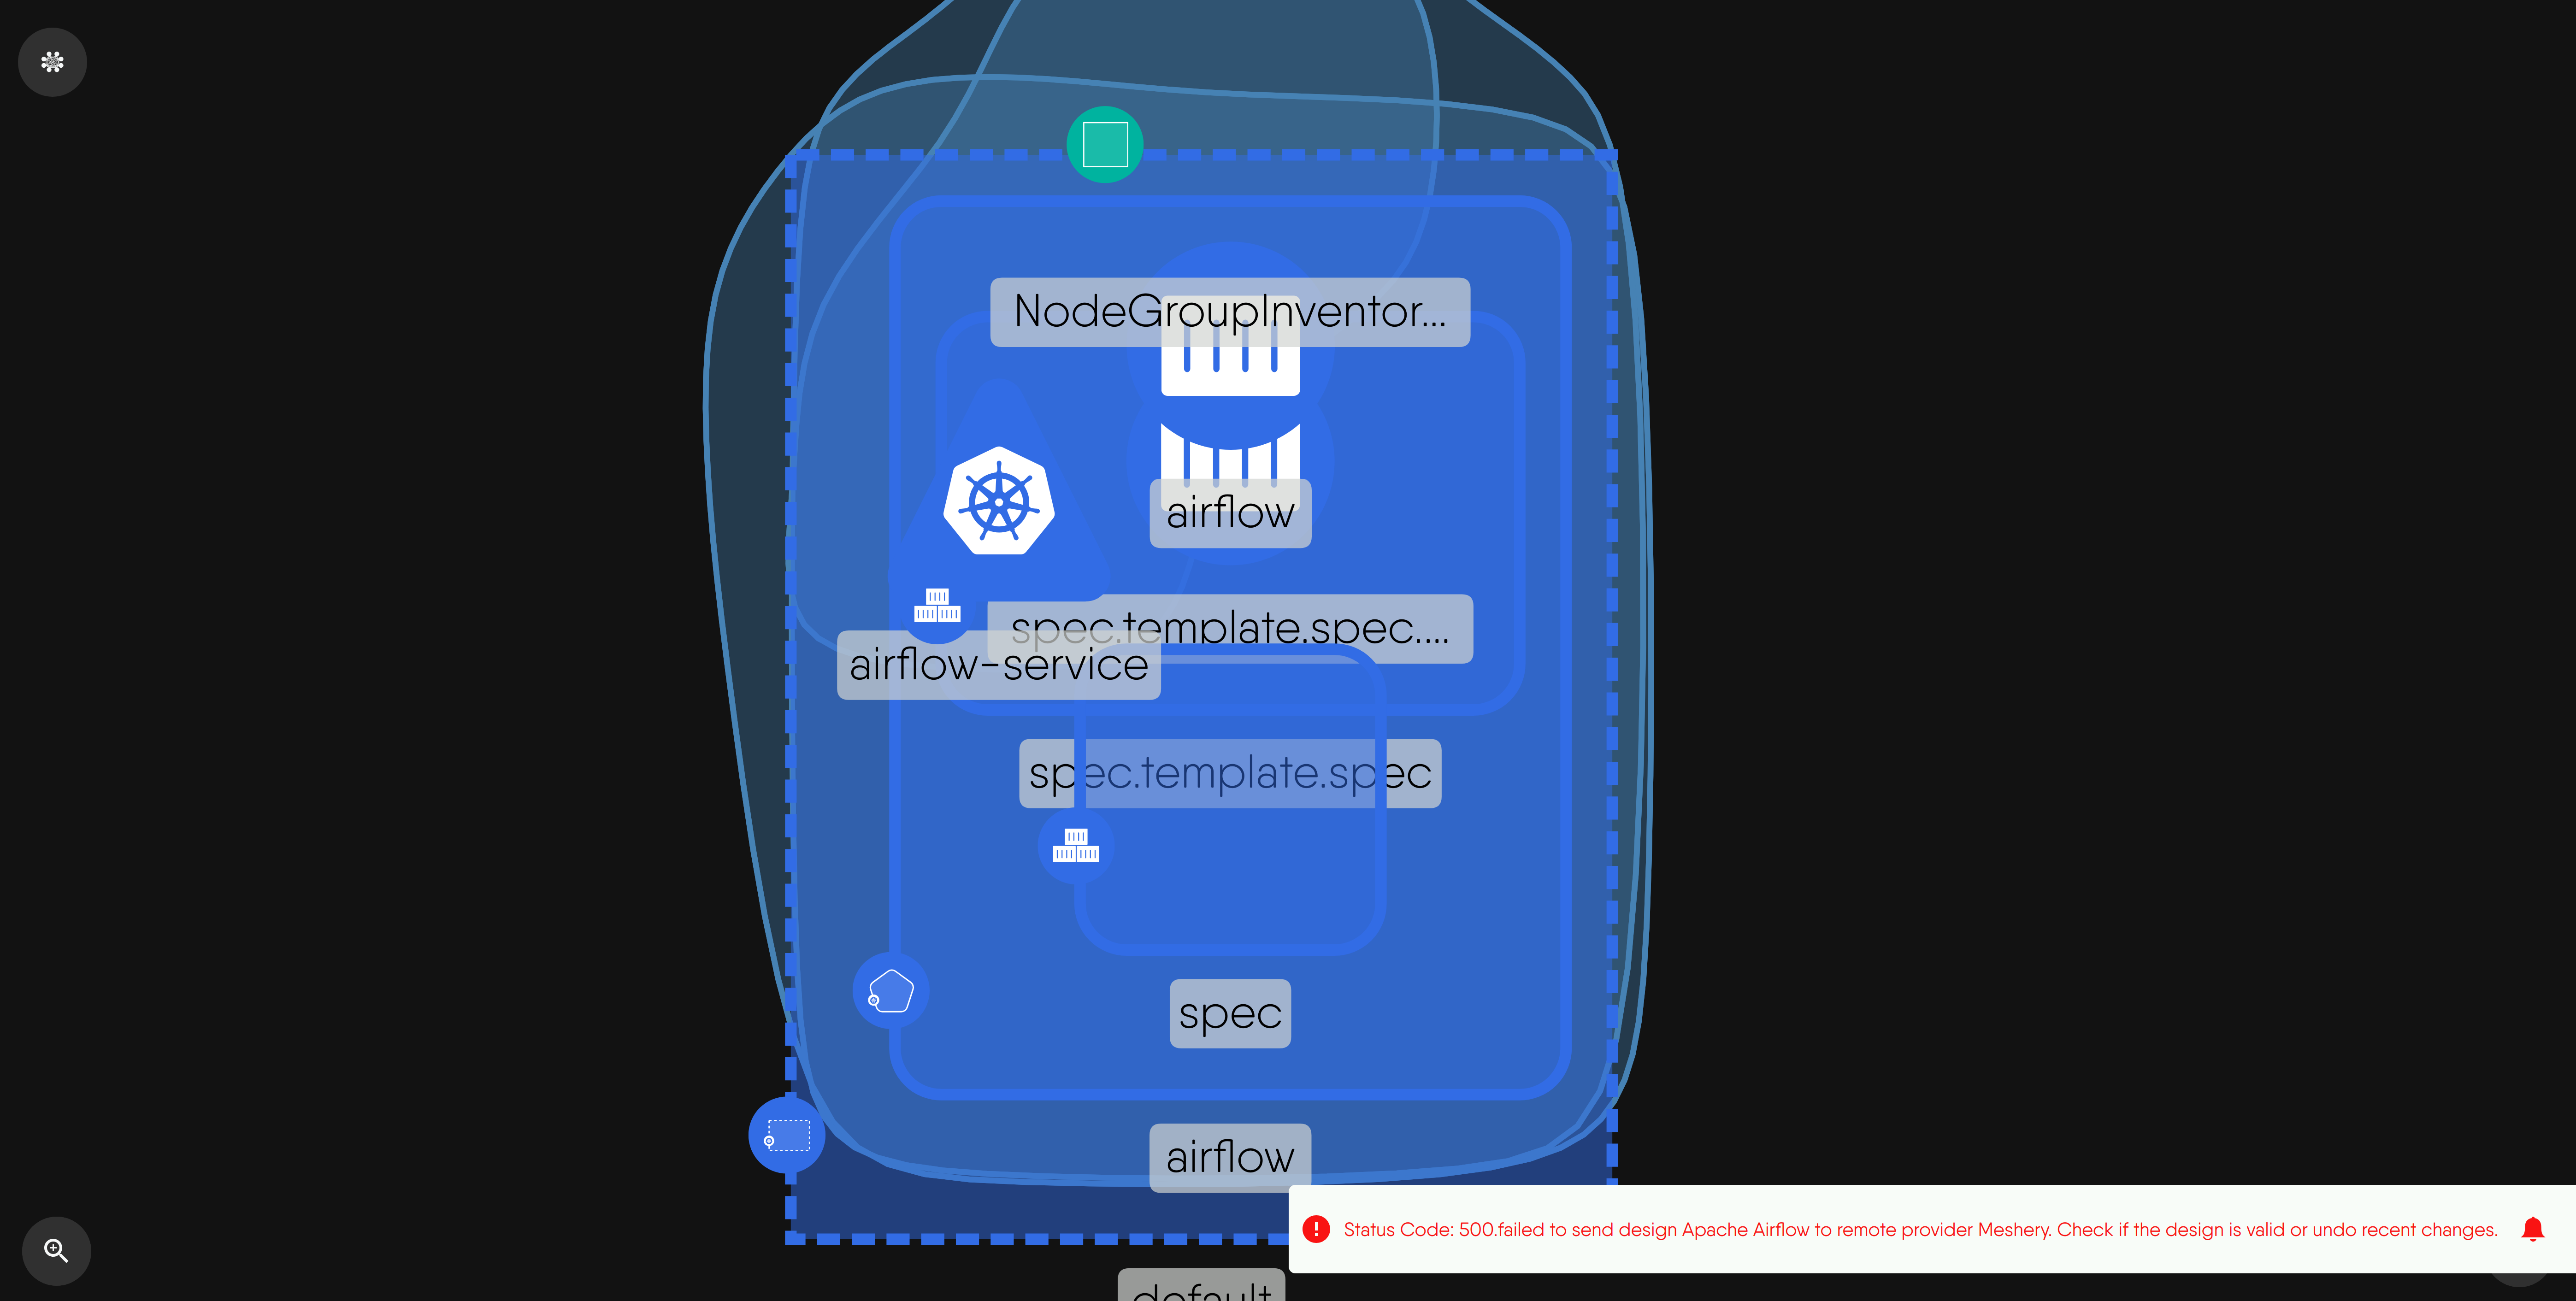 NodeGroupInventor...
airflow
spec.template.spec....
airflow-service
spec.template.spec
spec
airflow
Status Code: 500.failed to send design Apache Airflow to remote provider Meshery. Check if the design is valid or undo recent changes.
default